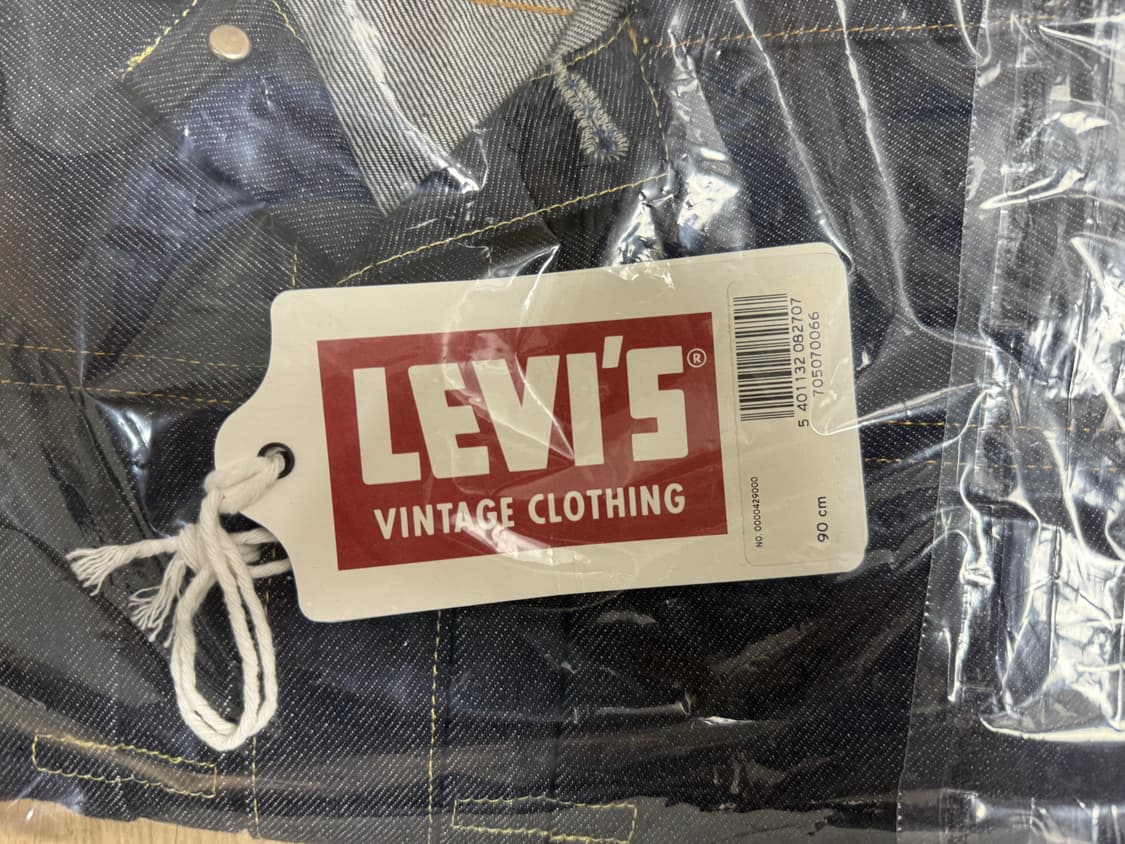 LEVI'S®
VINTAGE CLOTHING
5 401132 082707
705070066
NO. 0000429000
90 cm